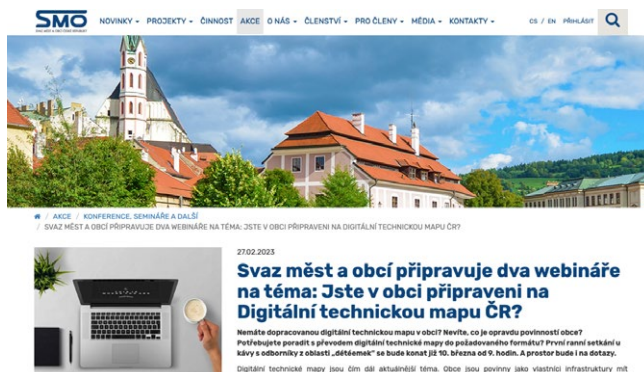 SMO
SVAZ MĚST A OBCÍ ČESKÉ REPUBLIKY
NOVINKY PROJEKTY ČINNOST AKCE O NÁS ČLENSTVÍ PRO ČLENY MÉDIA KONTAKTY CS / EN PŘIHLÁSIT
/ AKCE / KONFERENCE, SEMINÁŘE A DALŠÍ
/ SVAZ MĚST A OBCÍ PŘIPRAVUJE DVA WEBINÁŘE NA TÉMA: JSTE V OBCI PŘIPRAVENI NA DIGITÁLNÍ TECHNICKOU MAPU ČR?
27.02.2023
Svaz měst a obcí připravuje dva webináře
na téma: Jste v obci připraveni na
Digitální technickou mapu ČR?
Nemáte dopracovanou digitální technickou mapu v obci? Nevíte, co je opravdu povinností obce?
Potřebujete poradit s převodem digitální technické mapy do požadovaného formátu? První ranní setkání u
kávy s odborníky z oblasti „détéemek" se bude konat již 10. března od 9. hodin. A prostor bude i na dotazy.
Digitální technické mapy jsou čím dál aktuálnější téma. Obce jsou povinny jako vlastníci infrastruktury mít